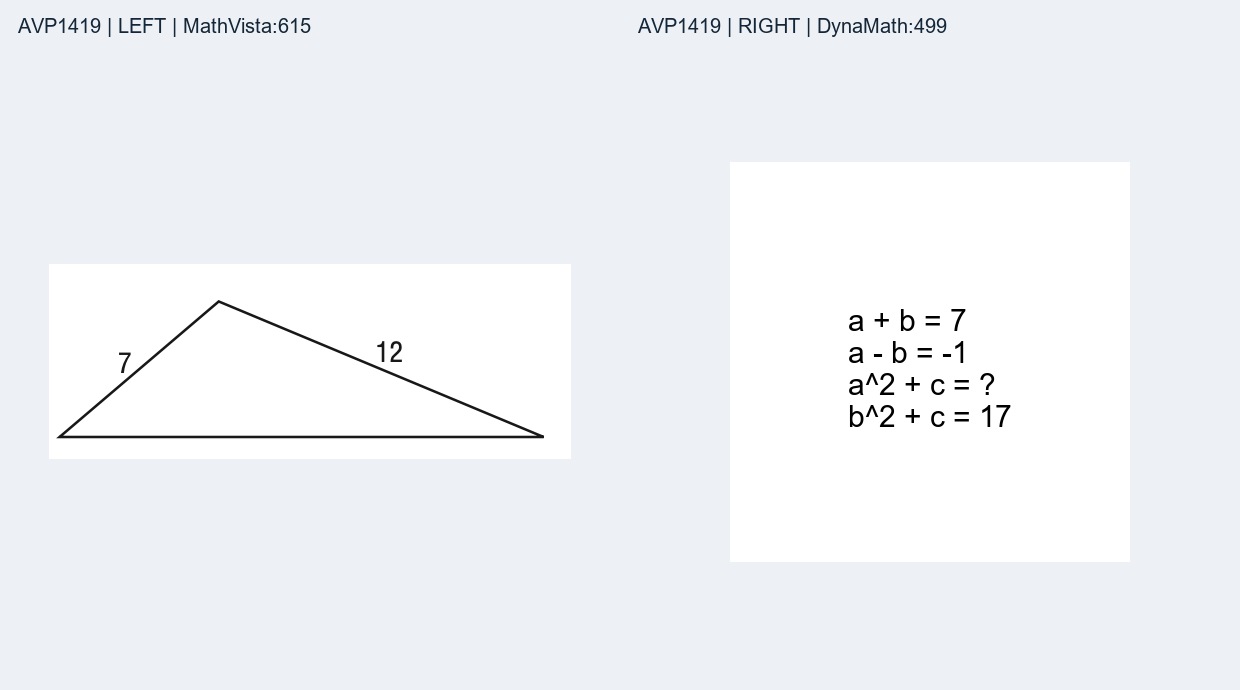 AVP1419 | LEFT | MathVista:615
AVP1419 | RIGHT | DynaMath:499
7
12
a + b = 7
a - b = -1
a^2 + c = ?
b^2 + c = 17